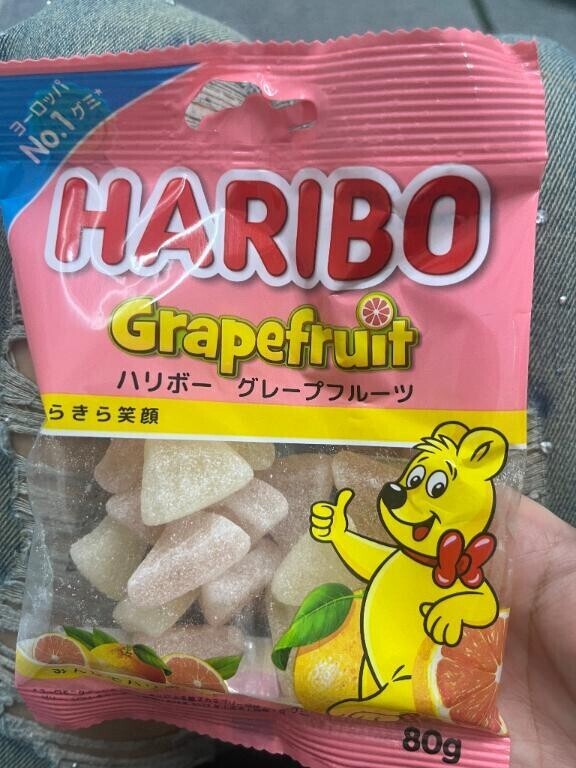 ヨーロッパ
No.1グミ*
HARIBO
Grapefruit
ハリボー グレープフルーツ
らきら笑顔
80g